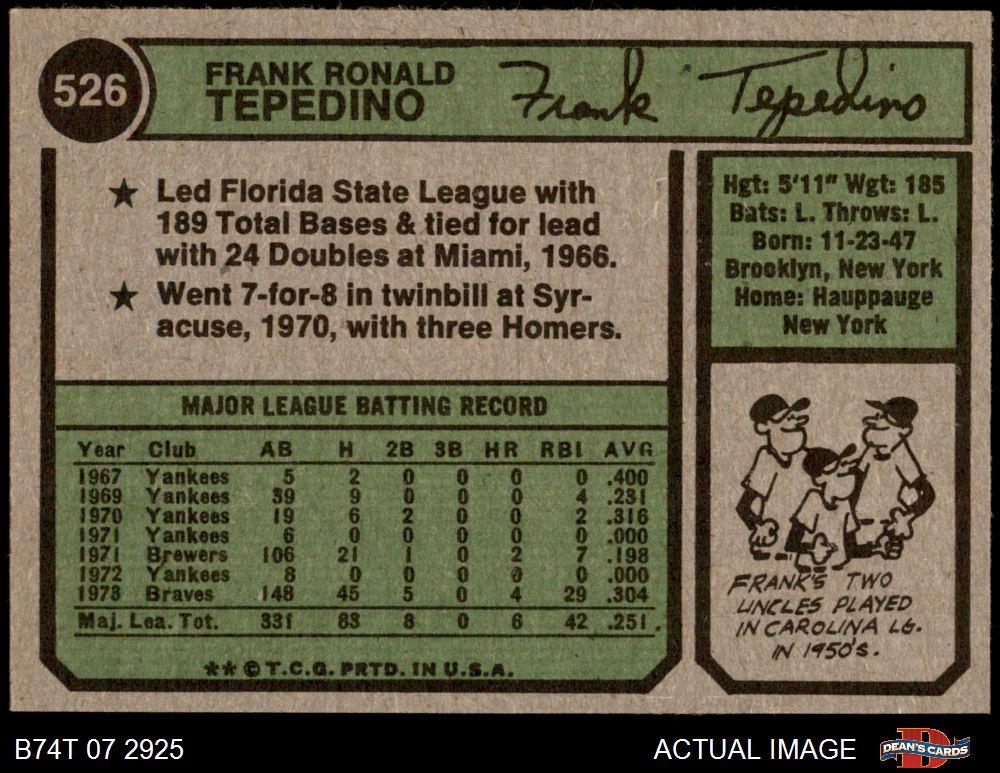 526
FRANK RONALD
TEPEDINO
Frank Tepedino
★ Led Florida State League with
189 Total Bases & tied for lead
with 24 Doubles at Miami, 1966.
★ Went 7-for-8 in twinbill at Syr-
acuse, 1970, with three Homers.
Hgt: 5'11" Wgt: 185
Bats: L. Throws: L.
Born: 11-23-47
Brooklyn, New York
Home: Hauppauge
New York
MAJOR LEAGUE BATTING RECORD
Year Club AB H 2B 3B HR RBI AVG
1967 Yankees 5 2 0 0 0 0 .400
1969 Yankees 39 9 0 0 0 4 .231
1970 Yankees 19 6 2 0 0 2 .316
1971 Yankees 6 0 0 0 0 0 .000
1971 Brewers 106 21 1 0 2 7 .198
1972 Yankees 8 0 0 0 0 0 .000
1973 Braves 148 45 5 0 4 29 .304
Maj. Lea. Tot. 331 83 8 0 6 42 .251.
** © T.C.G. PRTD. IN U.S.A.
FRANK'S TWO
UNCLES PLAYED
IN CAROLINA LG.
IN 1950'S.
B74T 07 2925
ACTUAL IMAGE
DEAN'S CARDS